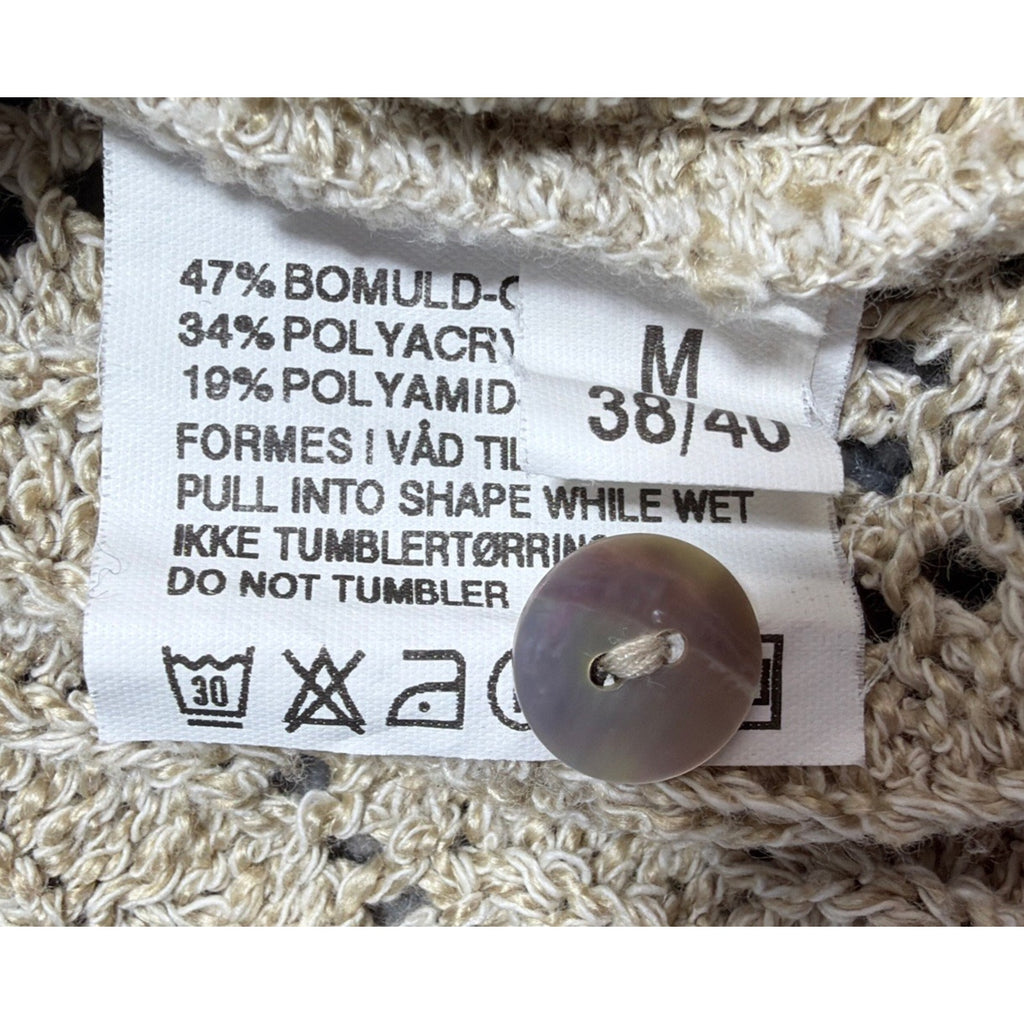 47% BOMULD-C
34% POLYACRY
19% POLYAMID
M
38/40
FORMES I VÅD TIL
PULL INTO SHAPE WHILE WET
IKKE TUMBLERTØRRING
DO NOT TUMBLER
30